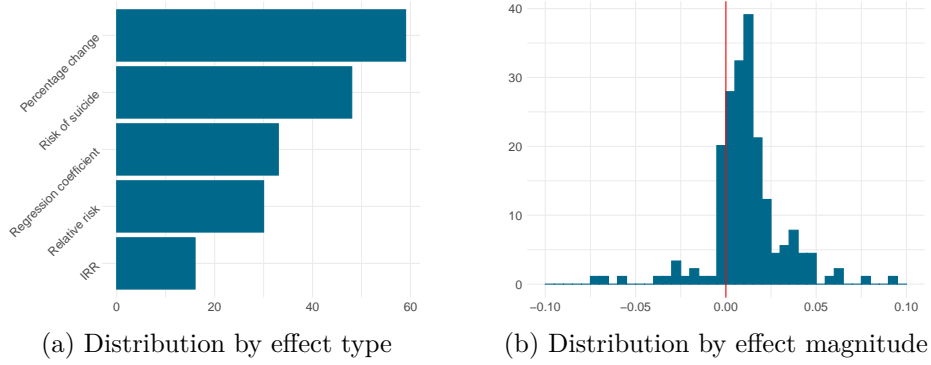 Percentage change
Risk of suicide
Regression coefficient
Relative risk
IRR
0
20
40
60
(a) Distribution by effect type
40
30
20
10
0
−0.10
−0.05
0.00
0.05
0.10
(b) Distribution by effect magnitude